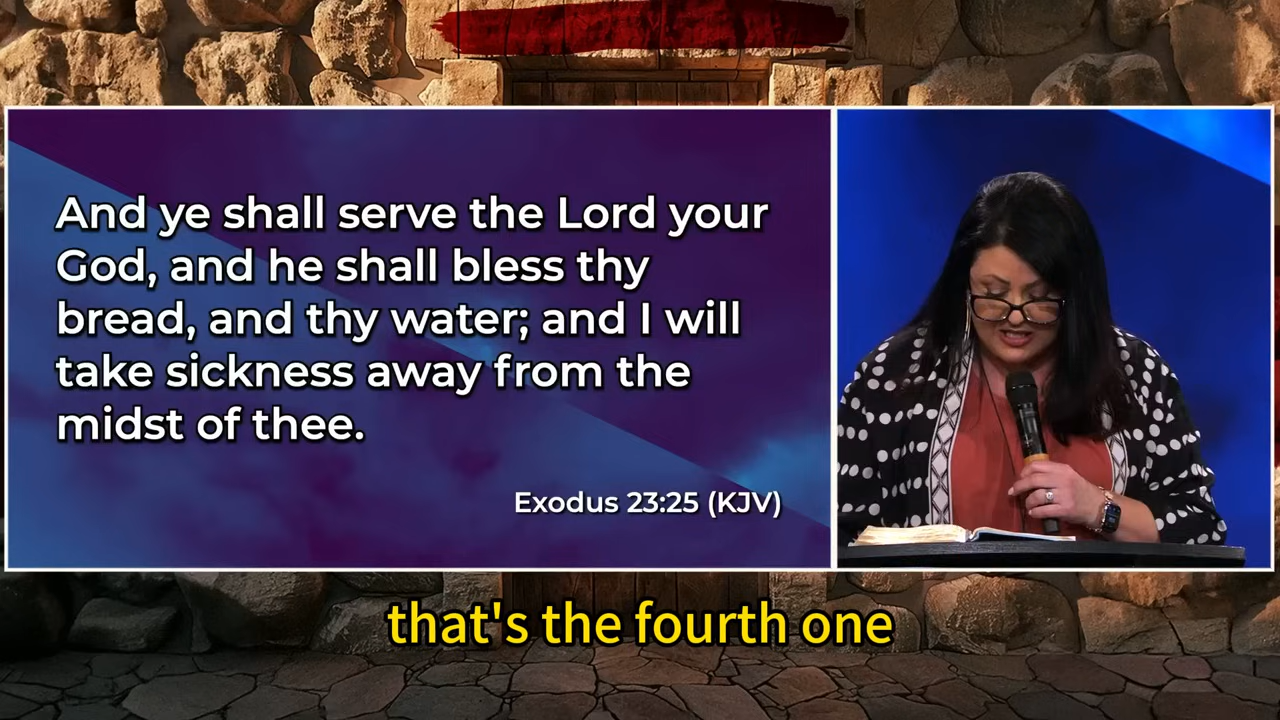 And ye shall serve the Lord your
God, and he shall bless thy
bread, and thy water; and I will
take sickness away from the
midst of thee.
Exodus 23:25 (KJV)
that's the fourth one